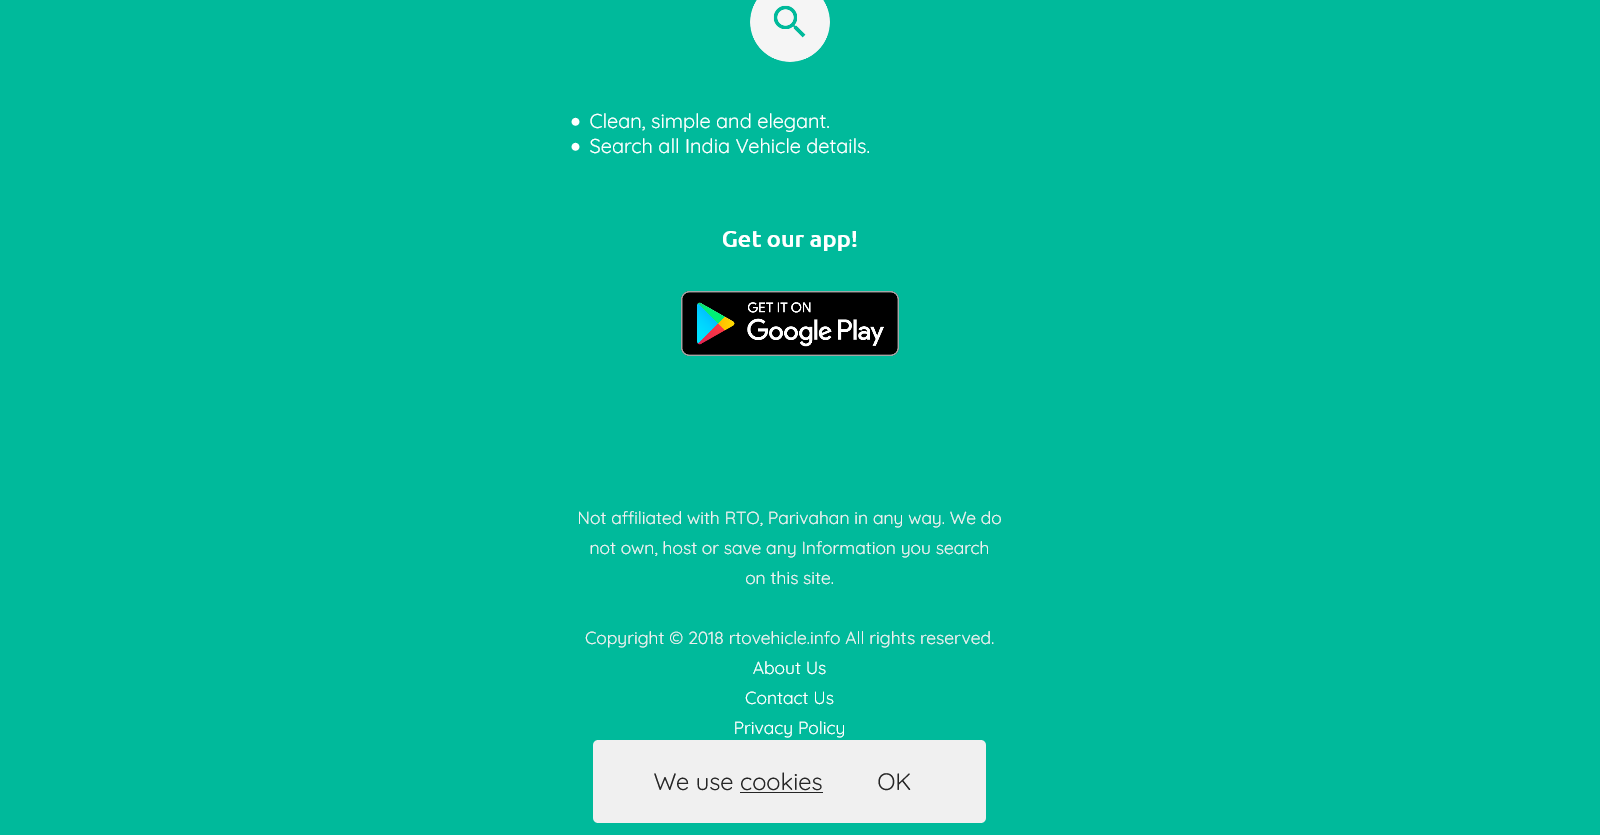 Clean, simple and elegant.
Search all India Vehicle details.
Get our app!
GET IT ON
Google Play
Not affiliated with RTO, Parivahan in any way. We do
not own, host or save any Information you search
on this site.
Copyright © 2018 rtovehicle.info All rights reserved.
About Us
Contact Us
Privacy Policy
We use cookies OK